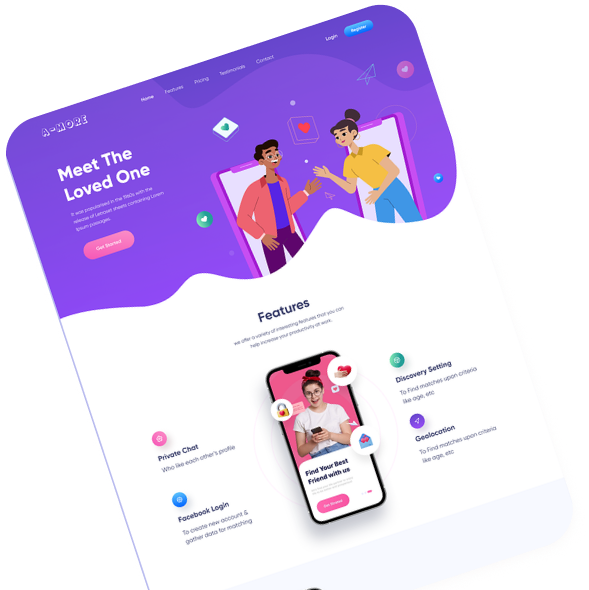 A-MORE
Home
Features
Pricing
Testimonials
Contact
Login
Register
Meet The
Loved One
It was popularised in the 1960s with the
release of Letraset sheets containing Lorem
Ipsum passages.
Get Started
Features
we offer a variety of interesting features that you can
help increase your productivity at work.
Discovery Setting
To Find matches upon criteria
like age, etc
Private Chat
Who like each other's profile
Geolocation
To Find matches upon criteria
like age, etc
Facebook Login
To create new account &
gather data for matching
Find Your Best
Friend with us
Get Started